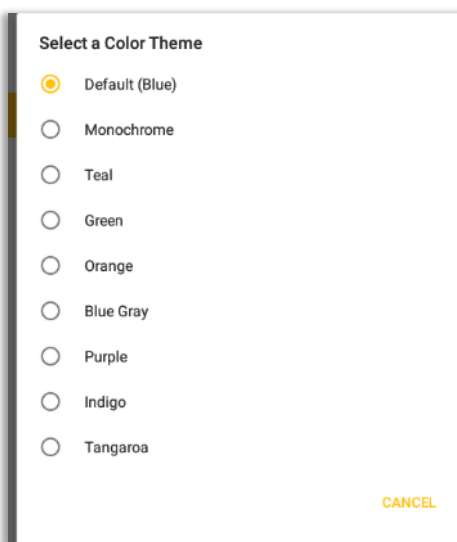 Select a Color Theme
Default (Blue)
Monochrome
Teal
Green
Orange
Blue Gray
Purple
Indigo
Tangaroa
CANCEL